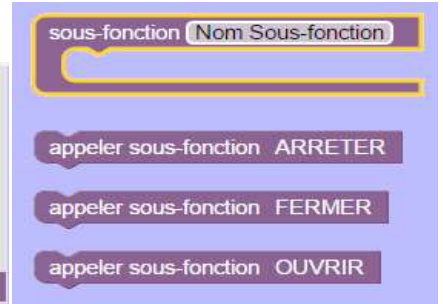 sous-fonction Nom Sous-fonction
appeler sous-fonction ARRETER
appeler sous-fonction FERMER
appeler sous-fonction OUVRIR